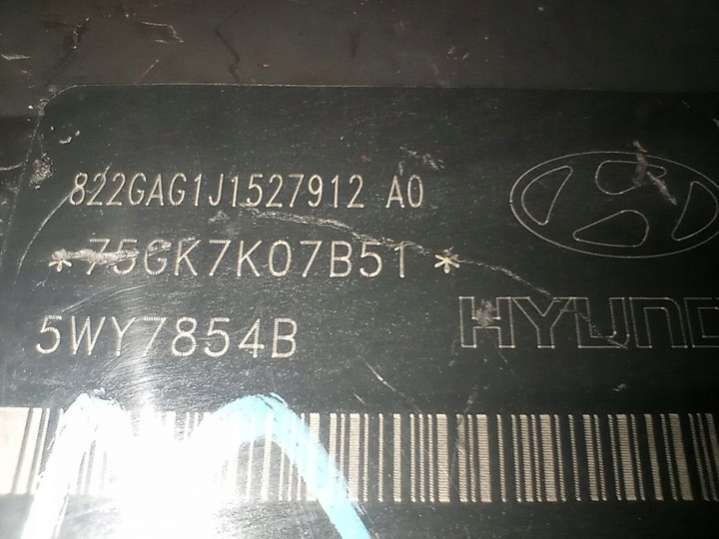 822GAG1J1527912 A0
*75GK7K07B51 *
5WY7854B
HYUND